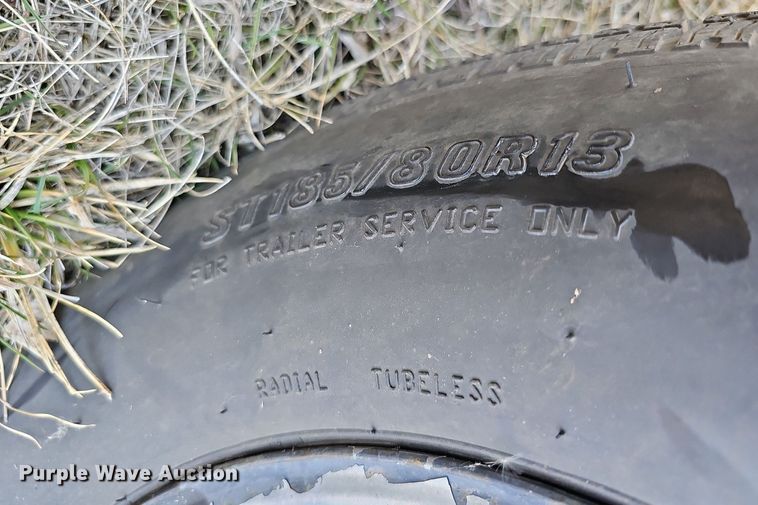 ST185/80R13
FOR TRAILER SERVICE ONLY
RADIAL TUBELESS
Purple Wave Auction